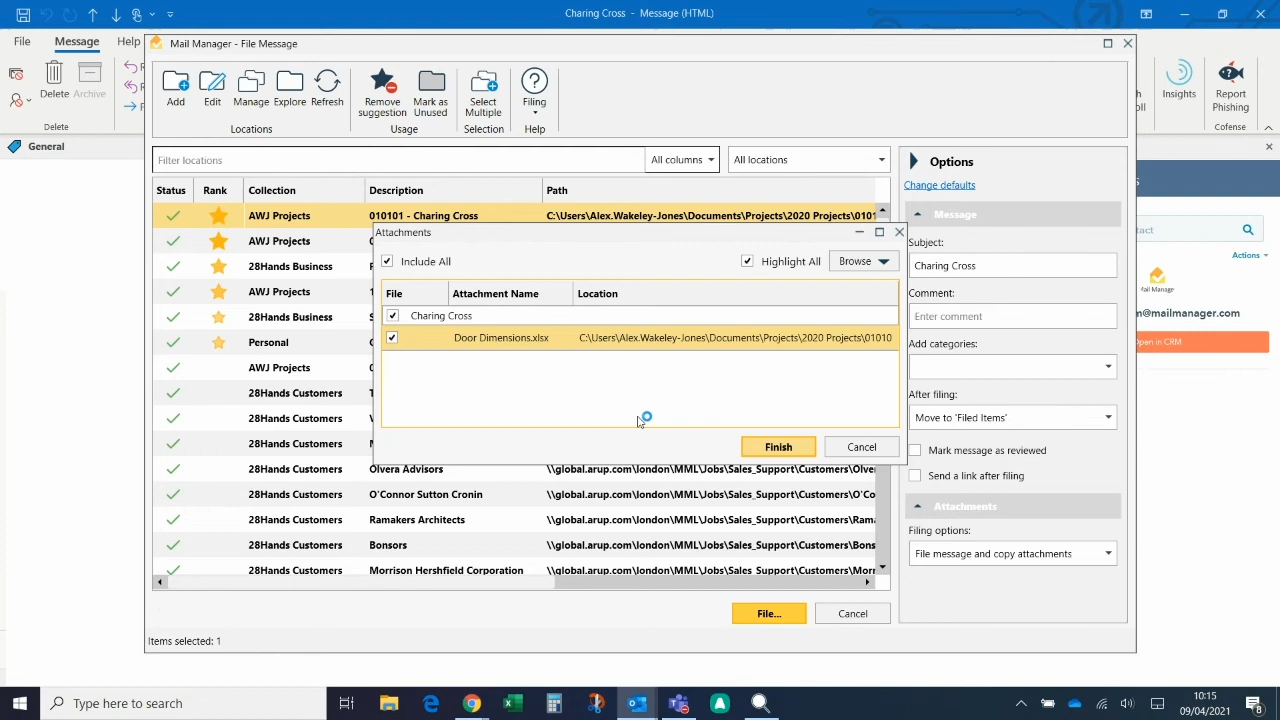 Charing Cross - Message (HTML)
File Message Help
Mail Manager - File Message
Delete Archive
Delete
Add Edit Manage Explore Refresh
Locations
Remove suggestion Mark as Unused
Usage
Select Multiple
Selection
Filing
Help
Insights Report Phishing
Cofense
General
Filter locations All columns All locations
Options
Change defaults
Status Rank Collection Description Path
AWJ Projects 010101 - Charing Cross C:\Users\Alex.Wakeley-Jones\Documents\Projects\2020 Projects\0101
AWJ Projects
28Hands Business
AWJ Projects
28Hands Business
Personal
AWJ Projects
28Hands Customers
28Hands Customers
28Hands Customers
28Hands Customers Olvera Advisors \\global.arup.com\london\MML\Jobs\Sales_Support\Customers\Olve
28Hands Customers O'Connor Sutton Cronin \\global.arup.com\london\MML\Jobs\Sales_Support\Customers\O'Co
28Hands Customers Ramakers Architects \\global.arup.com\london\MML\Jobs\Sales_Support\Customers\Rama
28Hands Customers Bonsors \\global.arup.com\london\MML\Jobs\Sales_Support\Customers\Bons
28Hands Customers Morrison Hershfield Corporation \\global.arup.com\london\MML\Jobs\Sales_Support\Customers\Morr
Attachments
Include All Highlight All Browse
File Attachment Name Location
Charing Cross
Door Dimensions.xlsx C:\Users\Alex.Wakeley-Jones\Documents\Projects\2020 Projects\01010
Finish Cancel
Message
Subject:
Charing Cross
Comment:
Enter comment
Add categories:
After filing:
Move to 'Filed Items'
Mark message as reviewed
Send a link after filing
Attachments
Filing options:
File message and copy attachments
File... Cancel
Items selected: 1
Actions
m@mailmanager.com
Open in CRM
Type here to search
10:15
09/04/2021
8